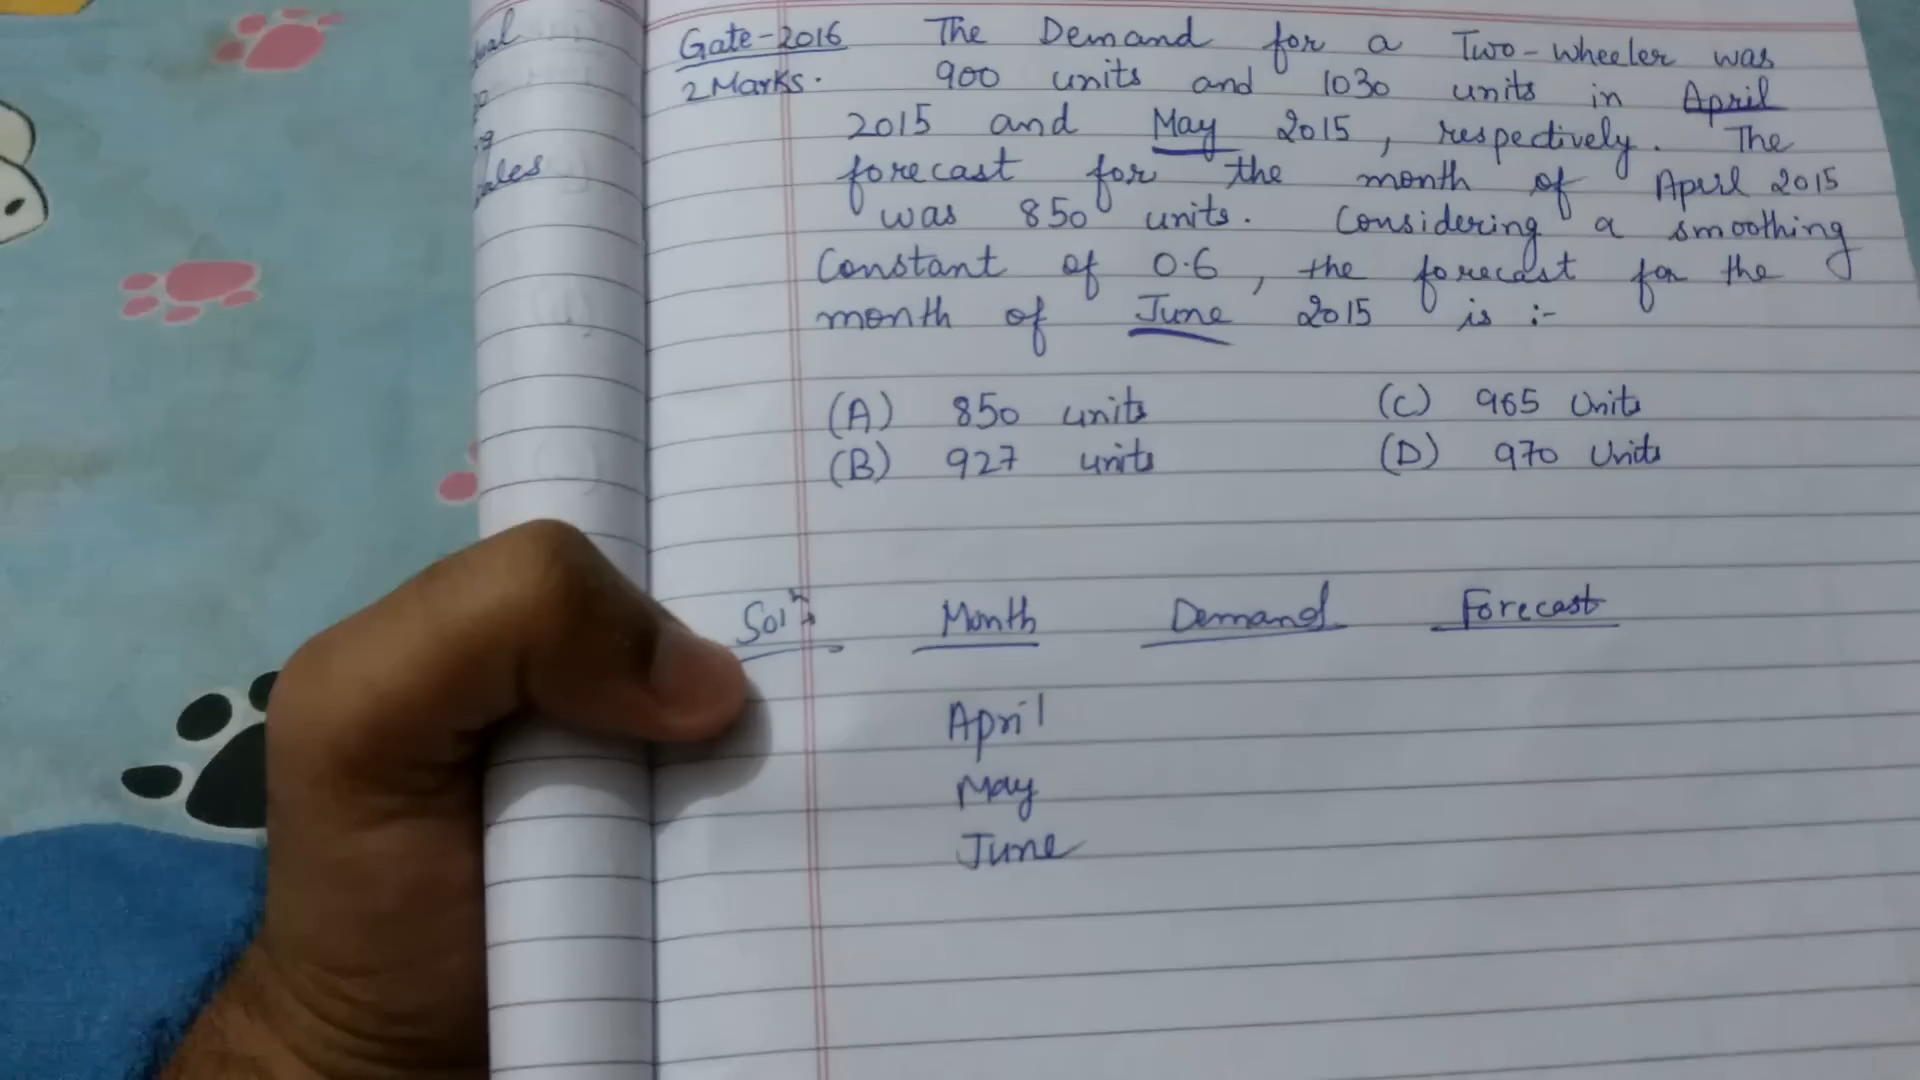 Gate-2016 The Demand for a Two-wheeler was
2 Marks. 900 units and 1030 units in April
2015 and May 2015, respectively. The
forecast for the month of April 2015
was 850 units. Considering a smoothing
Constant of 0.6, the forecast for the
month of June 2015 is :-
(A) 850 units (C) 965 Units
(B) 927 units (D) 970 Units
Solⁿ: Month Demand Forecast
April
May
June